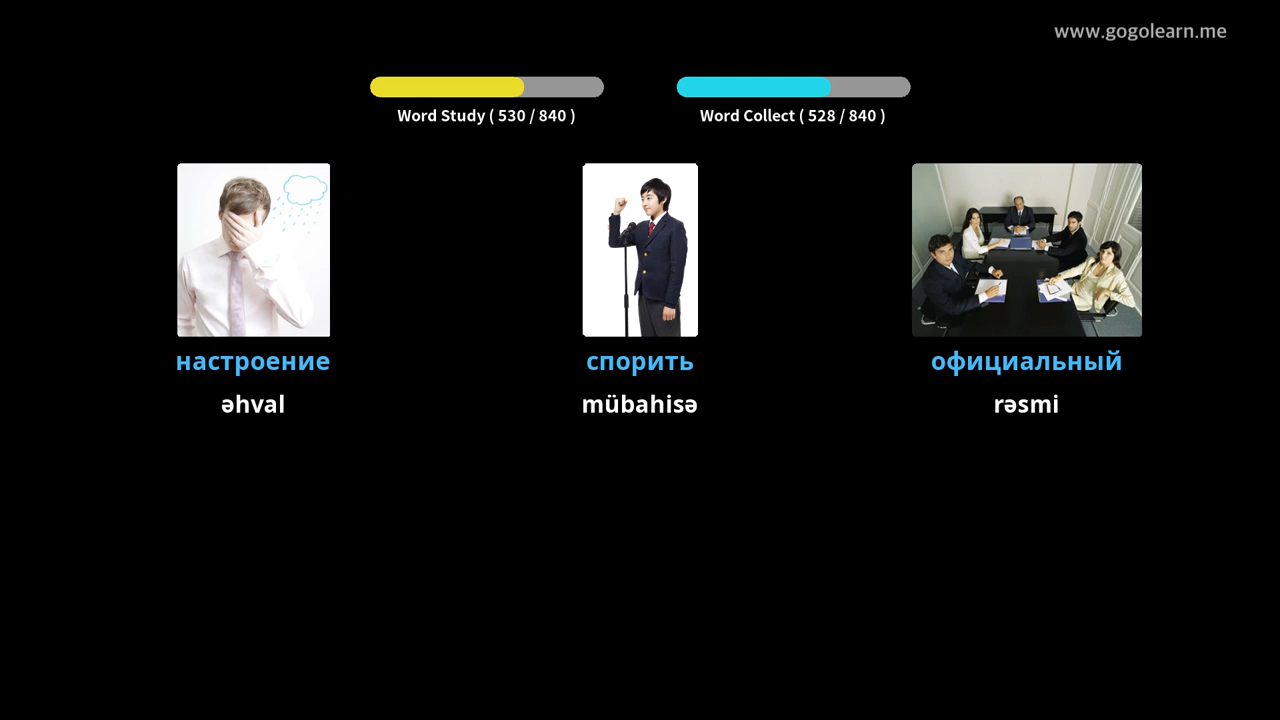 www.gogolearn.me
Word Study ( 530 / 840 )
Word Collect ( 528 / 840 )
настроение
спорить
официальный
əhval
mübahisə
rəsmi